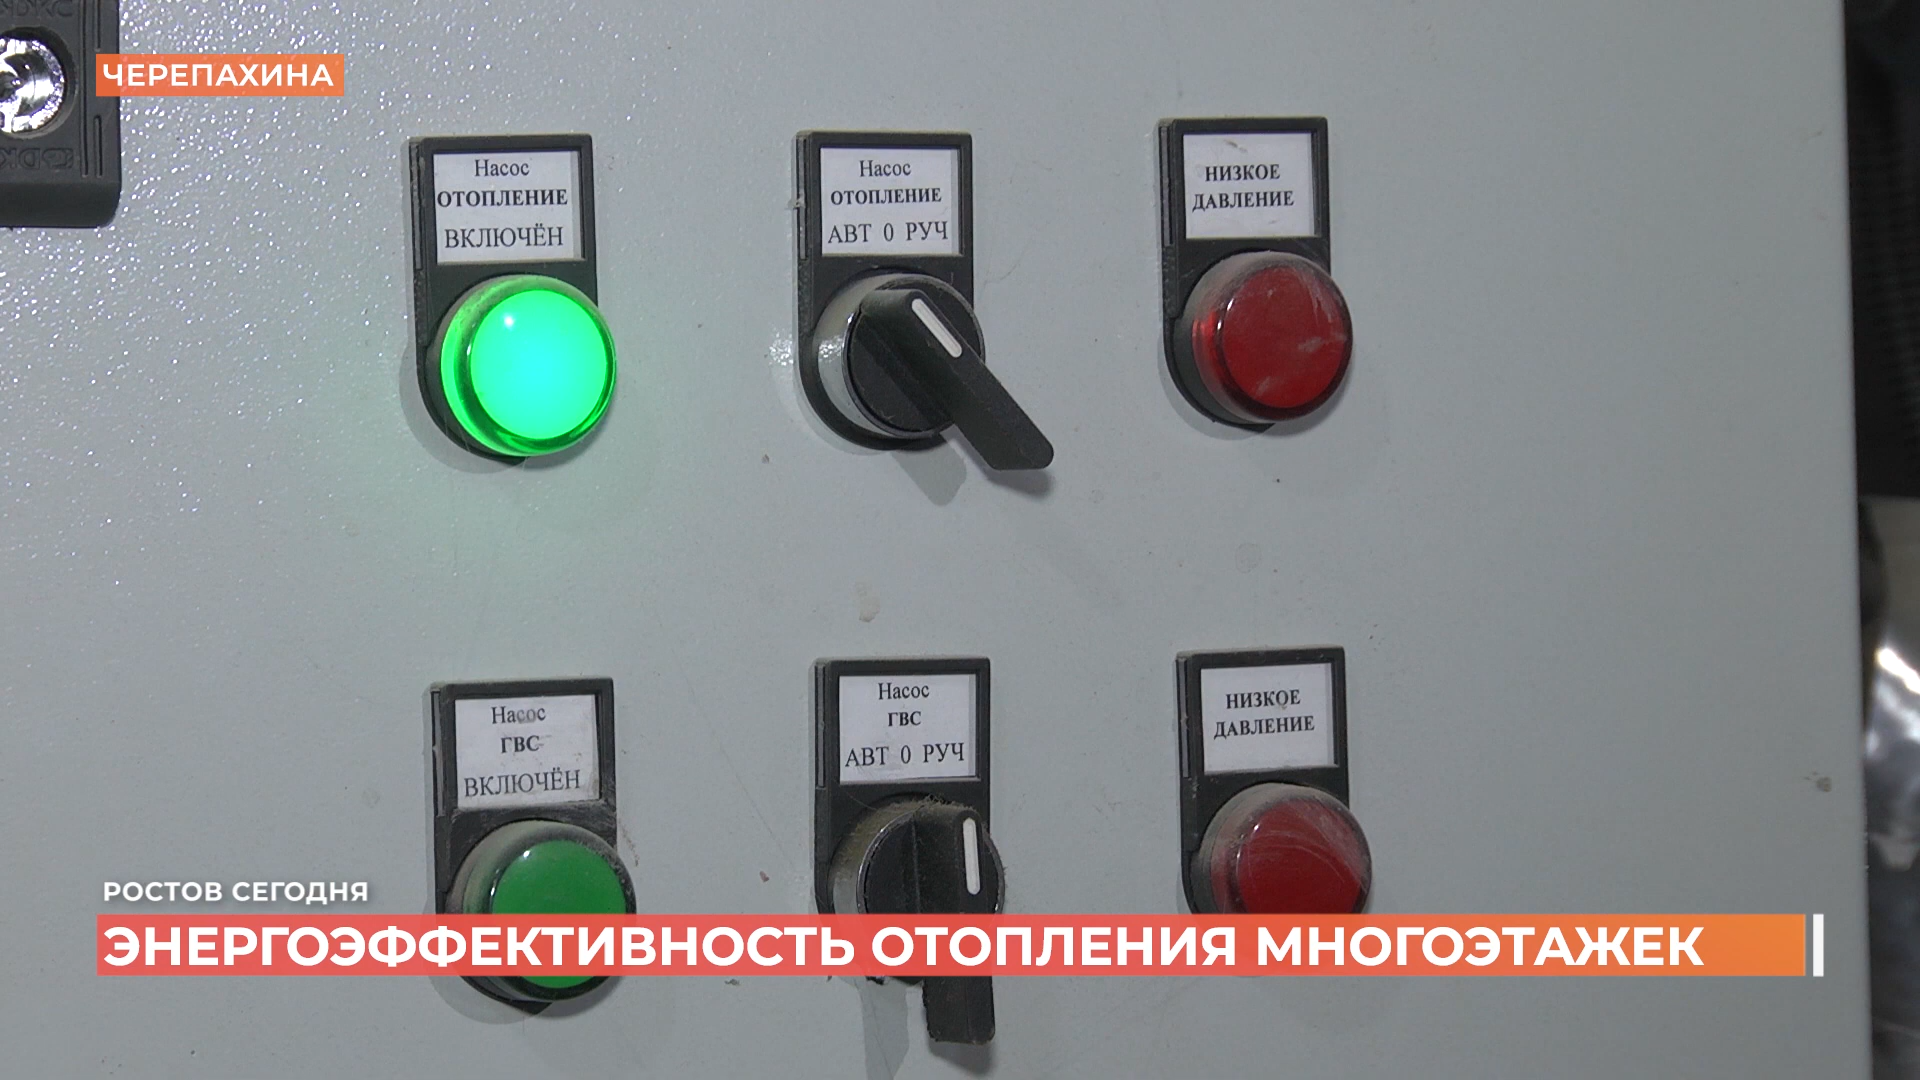 ЧЕРЕПАХИНА
Насос
ОТОПЛЕНИЕ
ВКЛЮЧЁН
Насос
ОТОПЛЕНИЕ
АВТ 0 РУЧ
НИЗКОЕ
ДАВЛЕНИЕ
Насос
ГВС
ВКЛЮЧЁН
Насос
ГВС
АВТ 0 РУЧ
НИЗКОЕ
ДАВЛЕНИЕ
РОСТОВ СЕГОДНЯ
ЭНЕРГОЭФФЕКТИВНОСТЬ ОТОПЛЕНИЯ МНОГОЭТАЖЕК